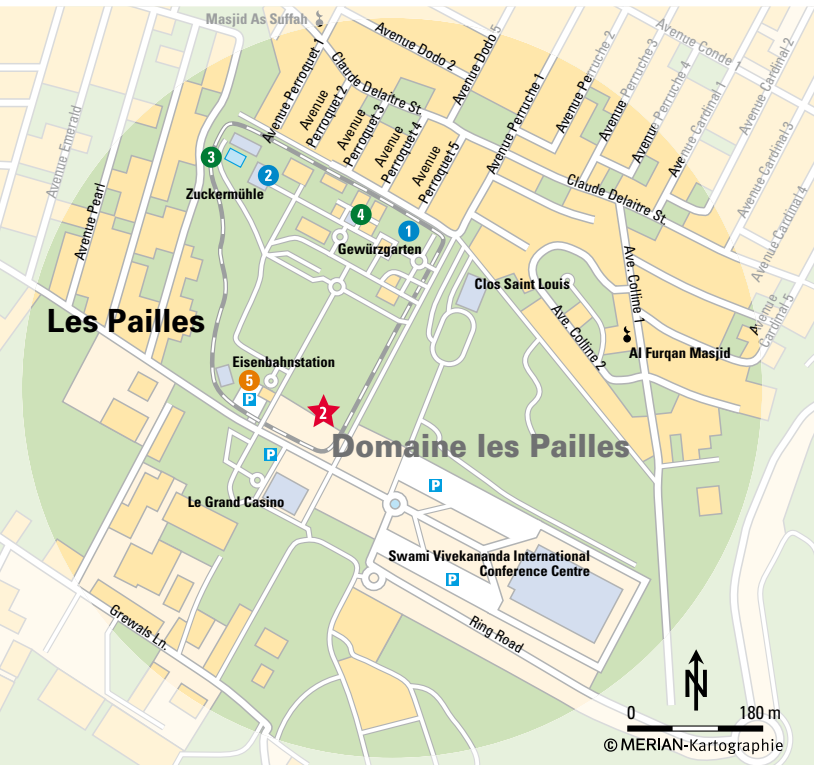 Masjid As Suffah
Avenue Dodo 2
Avenue Dodo 5
Avenue Conde 1
Avenue Perroquet 1
Claude Delaitre St.
Avenue
Perroquet 2
Avenue
Perroquet 3
Avenue
Perroquet 4
Avenue
Perroquet 5
Avenue Perruche 1
Avenue Perruche 2
Avenue Perruche 3
Avenue Perruche 4
Avenue Cardinal 1
Avenue Cardinal 2
Avenue Cardinal 3
Avenue Cardinal 4
Avenue
Cardinal 5
Avenue Emerald
Avenue Pearl
3
2
Zuckermühle
4
1
Gewürzgarten
Claude Delaitre St.
Clos Saint Louis
Ave. Colline 1
Ave. Colline 2
Al Furqan Masjid
Les Pailles
Eisenbahnstation
5
P
2
Domaine les Pailles
P
P
Le Grand Casino
Swami Vivekananda International
Conference Centre
P
Grewals Ln.
Ring Road
N
0 180 m
© MERIAN-Kartographie